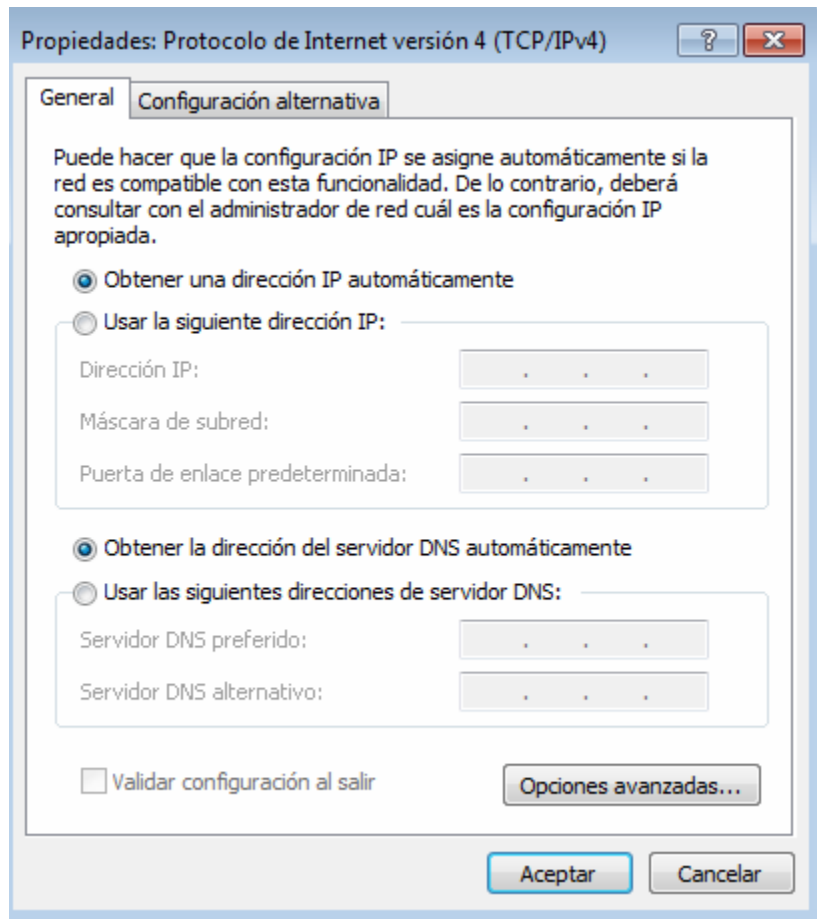 Propiedades: Protocolo de Internet versión 4 (TCP/IPv4)
?
General
Configuración alternativa
Puede hacer que la configuración IP se asigne automáticamente si la
red es compatible con esta funcionalidad. De lo contrario, deberá
consultar con el administrador de red cuál es la configuración IP
apropiada.
Obtener una dirección IP automáticamente
Usar la siguiente dirección IP:
Dirección IP:
Máscara de subred:
Puerta de enlace predeterminada:
Obtener la dirección del servidor DNS automáticamente
Usar las siguientes direcciones de servidor DNS:
Servidor DNS preferido:
Servidor DNS alternativo:
Validar configuración al salir
Opciones avanzadas...
Aceptar
Cancelar